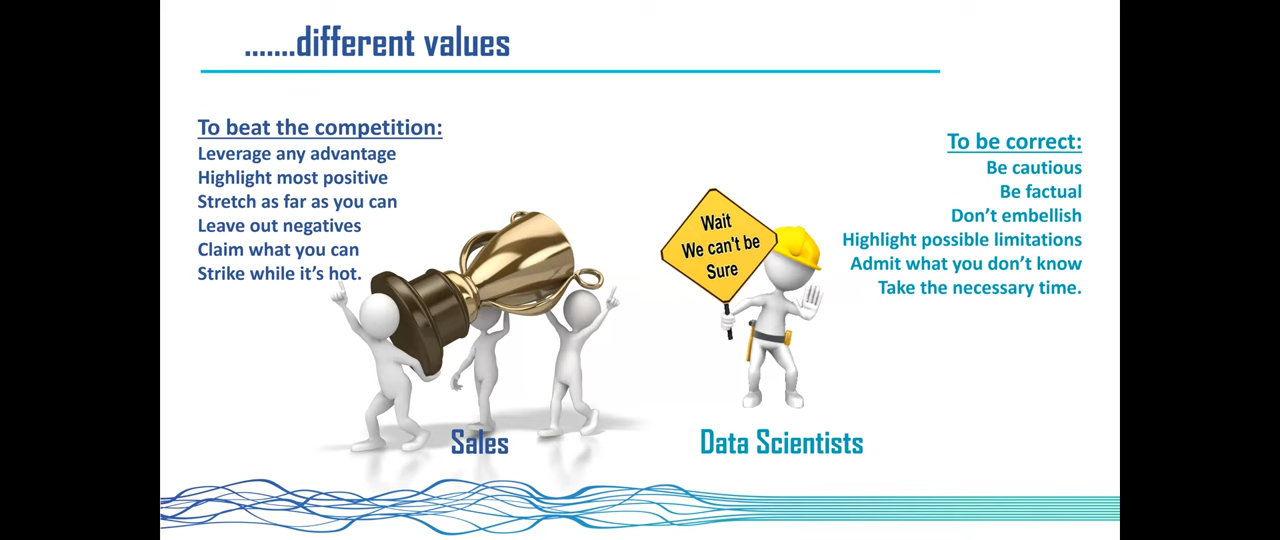 .......different values
To beat the competition:
Leverage any advantage
Highlight most positive
Stretch as far as you can
Leave out negatives
Claim what you can
Strike while it's hot.
To be correct:
Be cautious
Be factual
Don't embellish
Highlight possible limitations
Admit what you don't know
Take the necessary time.
Wait
We can't be
Sure
Sales
Data Scientists